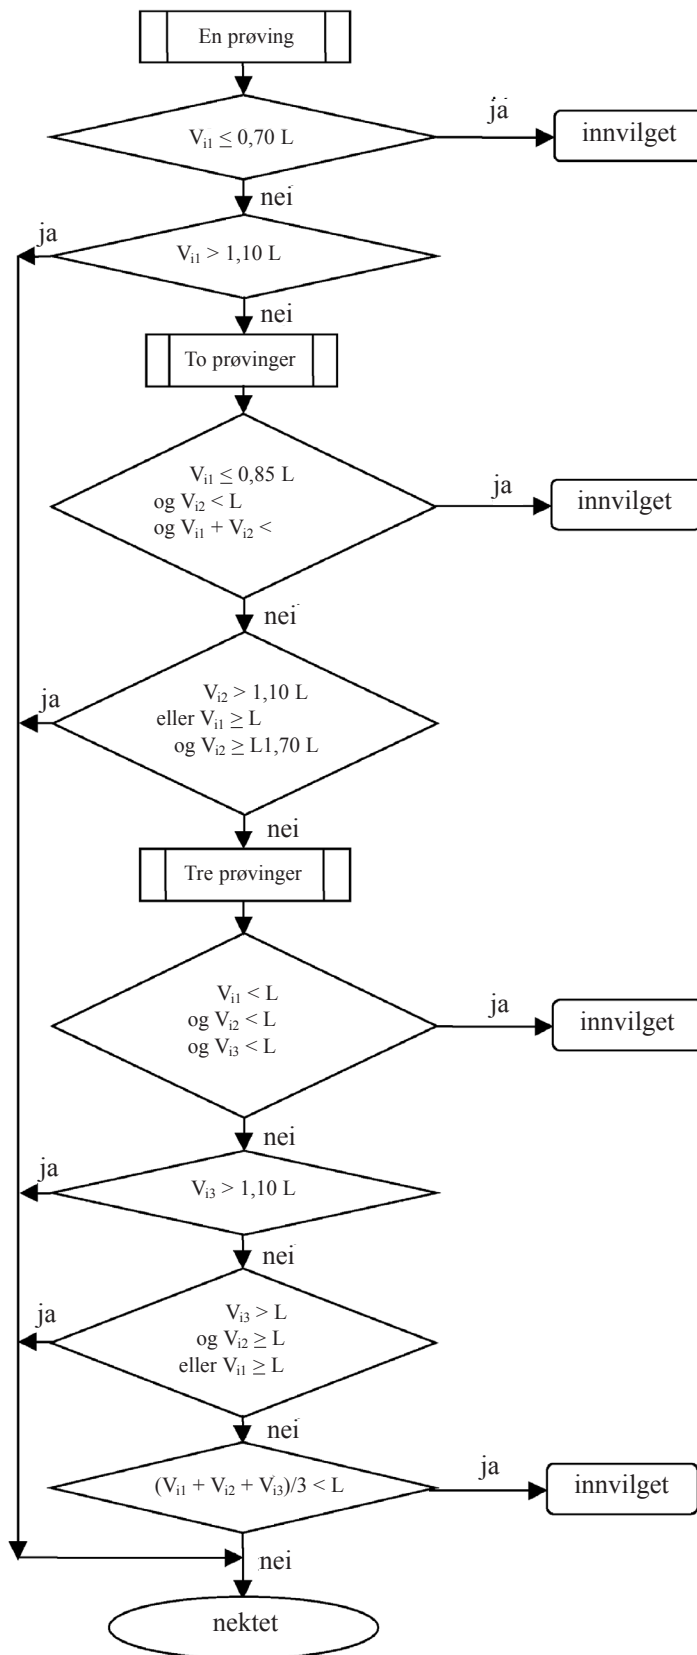 En prøving
V_i1 ≤ 0,70 L
ja
innvilget
nei
V_i1 > 1,10 L
ja
nei
To prøvinger
V_i1 ≤ 0,85 L
og V_i2 < L
og V_i1 + V_i2 <
ja
innvilget
nei
V_i2 > 1,10 L
eller V_i1 ≥ L
og V_i2 ≥ L1,70 L
ja
nei
Tre prøvinger
V_i1 < L
og V_i2 < L
og V_i3 < L
ja
innvilget
nei
V_i3 > 1,10 L
ja
nei
V_i3 > L
og V_i2 ≥ L
eller V_i1 ≥ L
ja
nei
(V_i1 + V_i2 + V_i3)/3 < L
ja
innvilget
nei
nektet